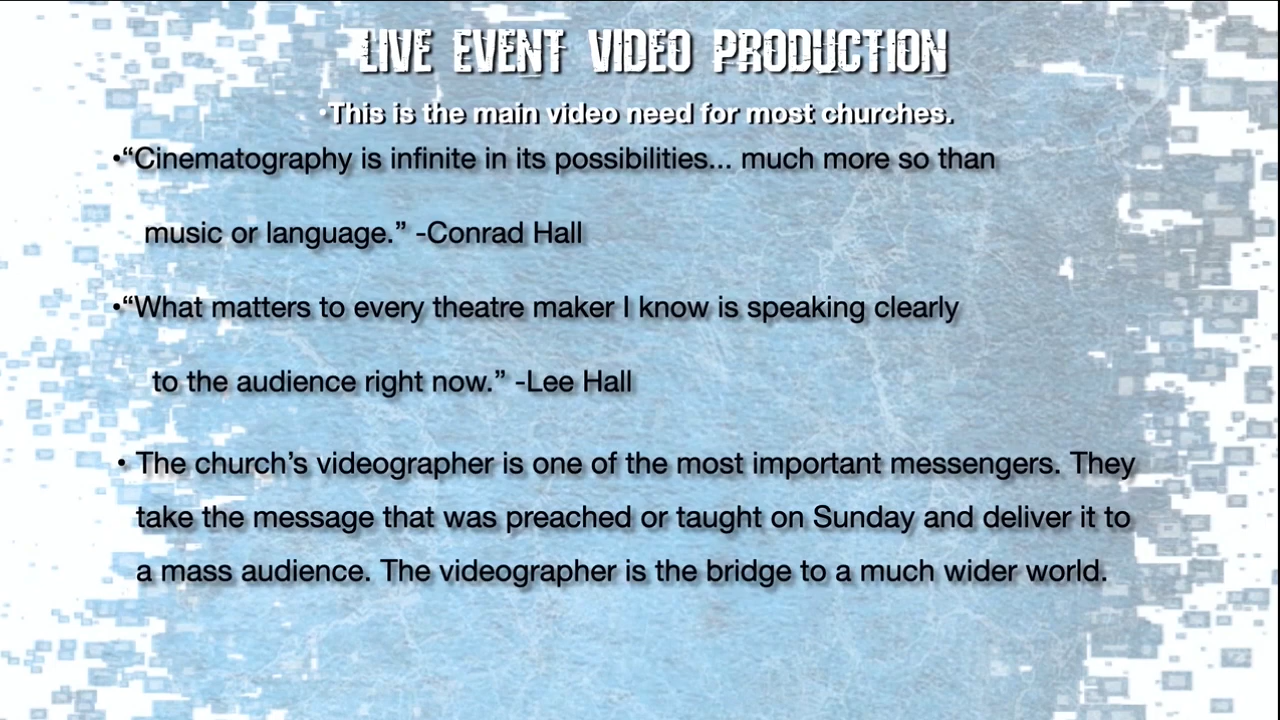 LIVE EVENT VIDEO PRODUCTION
•This is the main video need for most churches.
•“Cinematography is infinite in its possibilities... much more so than
music or language.” -Conrad Hall
•“What matters to every theatre maker I know is speaking clearly
to the audience right now.” -Lee Hall
• The church’s videographer is one of the most important messengers. They
take the message that was preached or taught on Sunday and deliver it to
a mass audience. The videographer is the bridge to a much wider world.